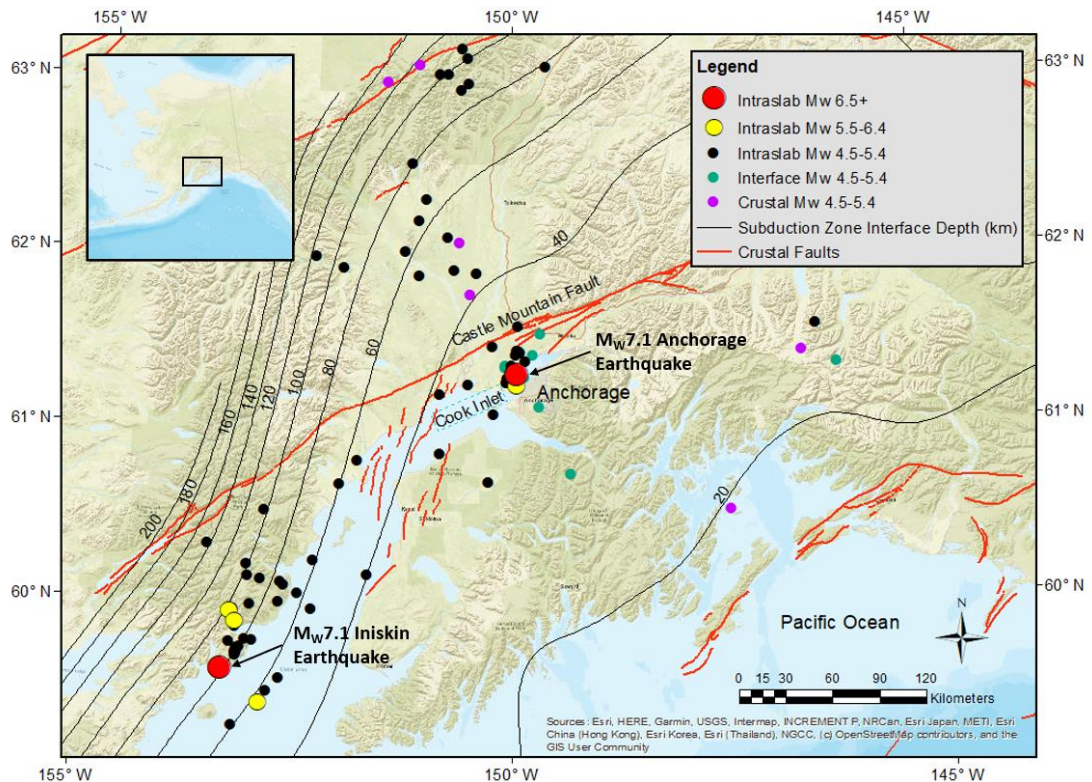 155° W
150° W
145° W
63° N
63° N
Legend
Intraslab Mw 6.5+
Intraslab Mw 5.5-6.4
Intraslab Mw 4.5-5.4
Interface Mw 4.5-5.4
Crustal Mw 4.5-5.4
Subduction Zone Interface Depth (km)
Crustal Faults
Talkeetna
62° N
62° N
40
Castle Mountain Fault
60
80
100
120
140
160
180
200
Mw7.1 Anchorage
Earthquake
Anchorage
Anchorage
Cook Inlet
61° N
61° N
20
60° N
60° N
Seward
Mw7.1 Iniskin
Earthquake
Pacific Ocean
N
0 15 30 60 90 120
Kilometers
Sources: Esri, HERE, Garmin, USGS, Intermap, INCREMENT P, NRCan, Esri Japan, METI, Esri
China (Hong Kong), Esri Korea, Esri (Thailand), NGCC, (c) OpenStreetMap contributors, and the
GIS User Community
155° W
150° W
145° W